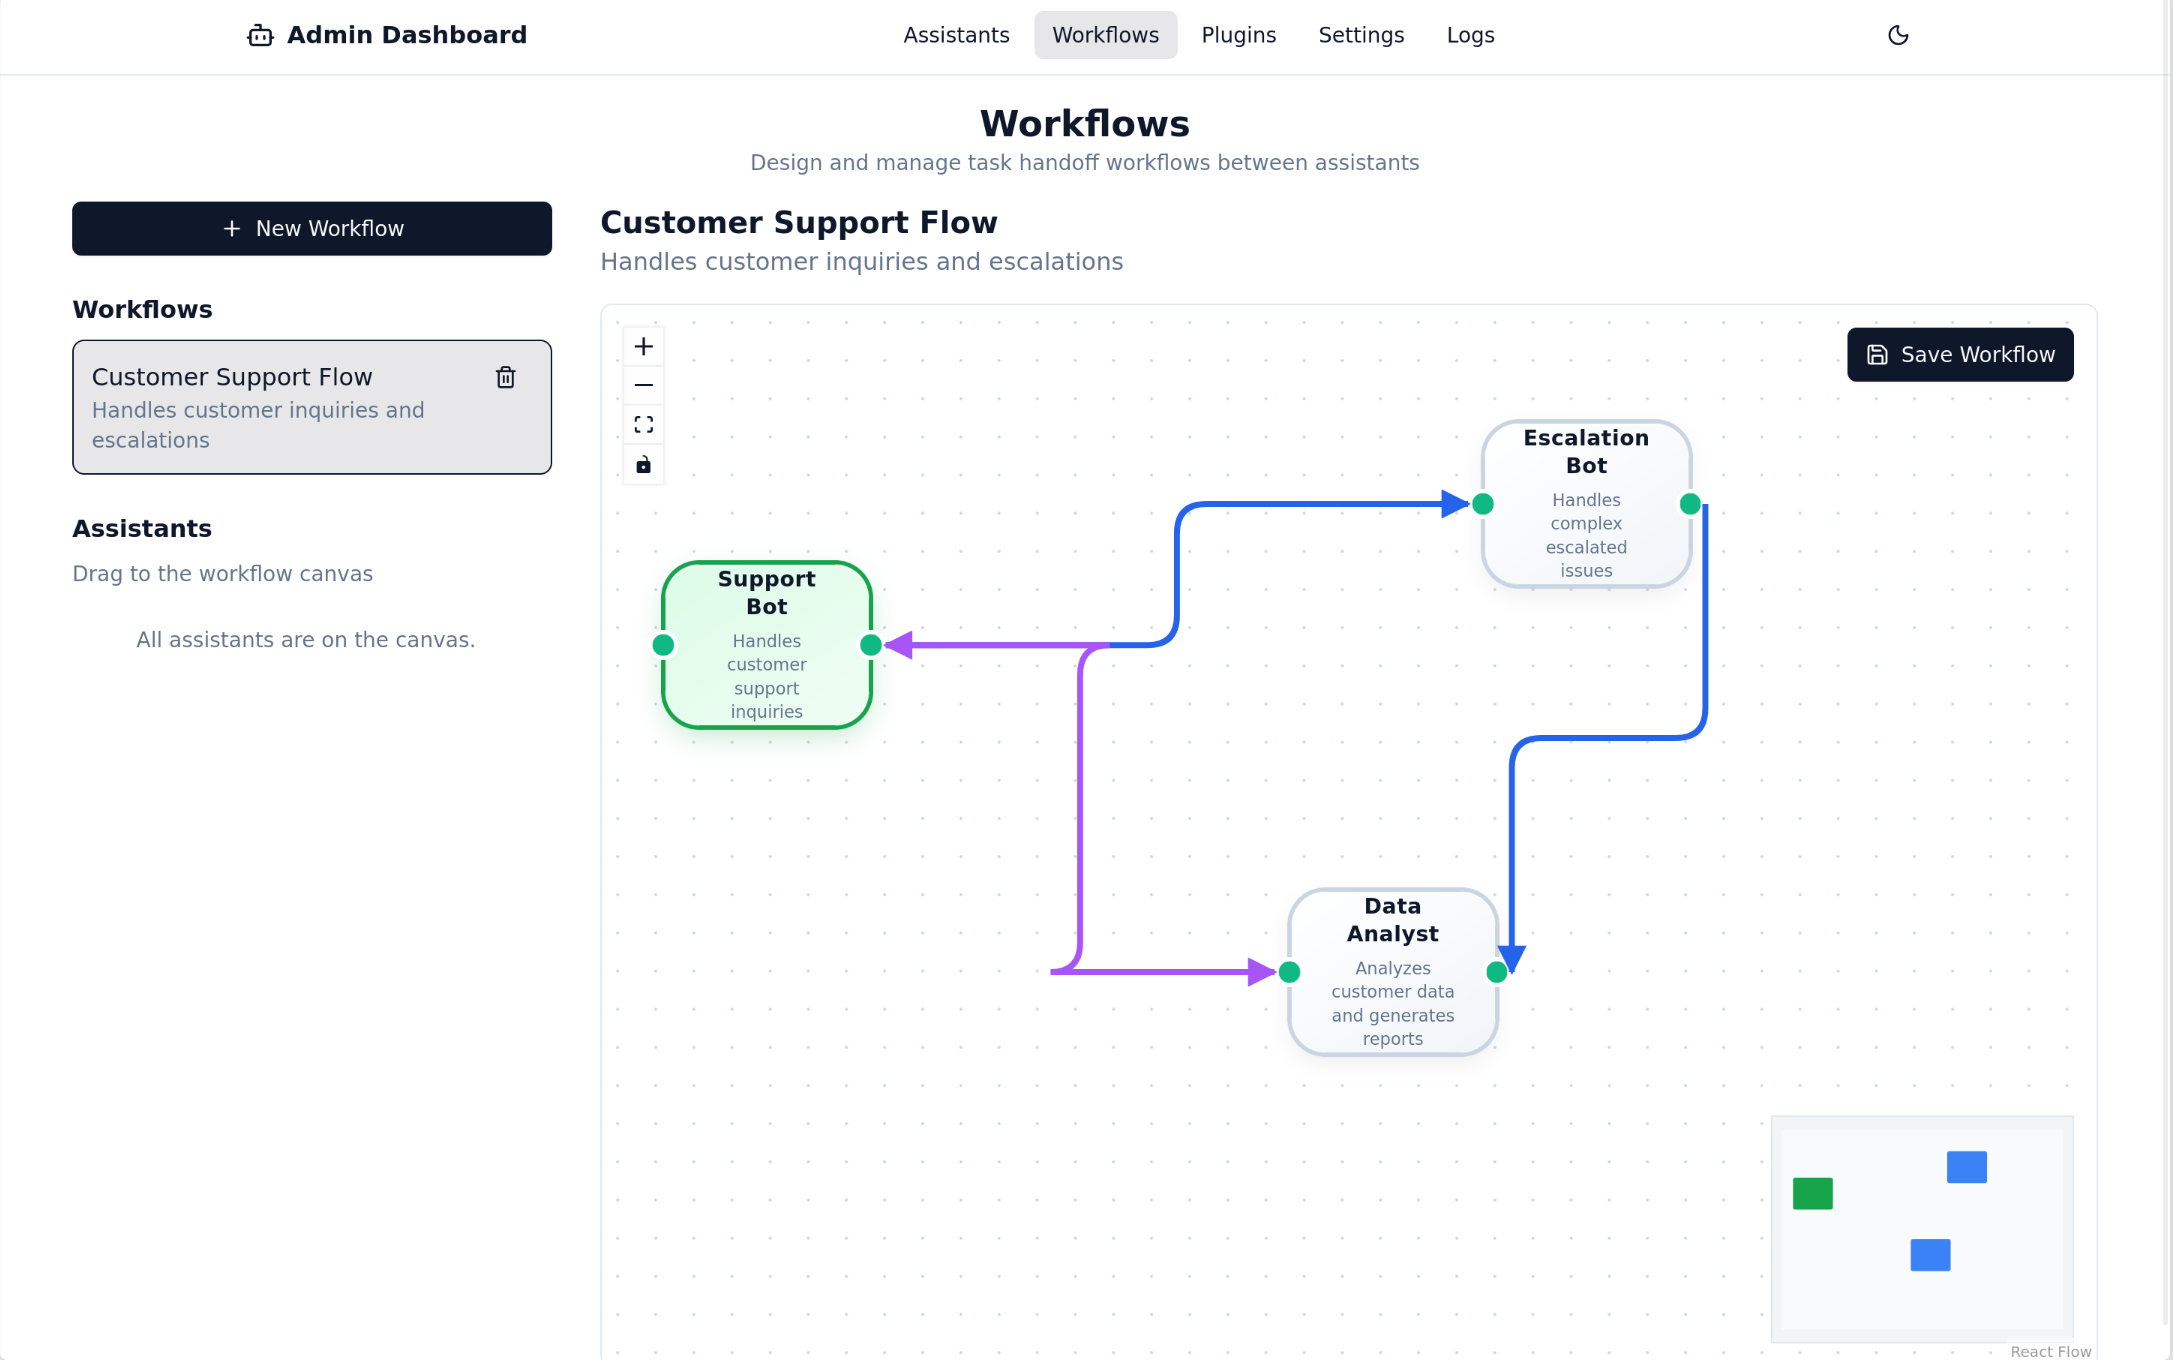 Admin Dashboard
Assistants
Workflows
Plugins
Settings
Logs
Workflows
Design and manage task handoff workflows between assistants
New Workflow
Workflows
Customer Support Flow
Handles customer inquiries and
escalations
Assistants
Drag to the workflow canvas
All assistants are on the canvas.
Customer Support Flow
Handles customer inquiries and escalations
Save Workflow
Escalation
Bot
Handles
complex
escalated
issues
Support
Bot
Handles
customer
support
inquiries
Data
Analyst
Analyzes
customer data
and generates
reports
React Flow